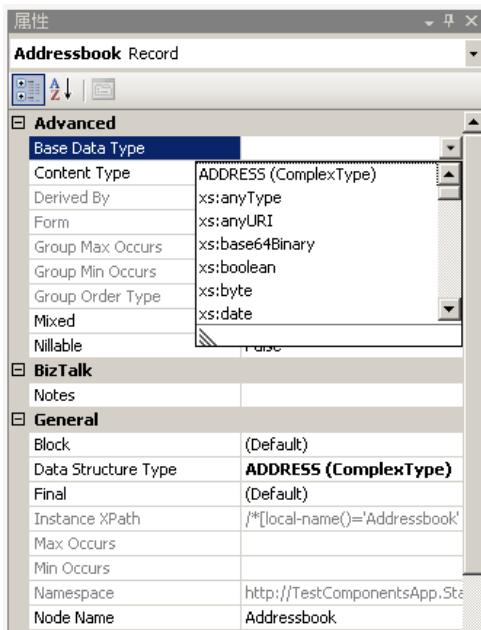 属性
Addressbook Record
Advanced
Base Data Type
Content Type
ADDRESS (ComplexType)
Derived By
xs:anyType
Form
xs:anyURI
Group Max Occurs
xs:base64Binary
Group Min Occurs
xs:boolean
Group Order Type
xs:byte
Mixed
xs:date
Nillable
False
BizTalk
Notes
General
Block (Default)
Data Structure Type ADDRESS (ComplexType)
Final (Default)
Instance XPath /*[local-name()='Addressbook'
Max Occurs
Min Occurs
Namespace http://TestComponentsApp.Sta
Node Name Addressbook